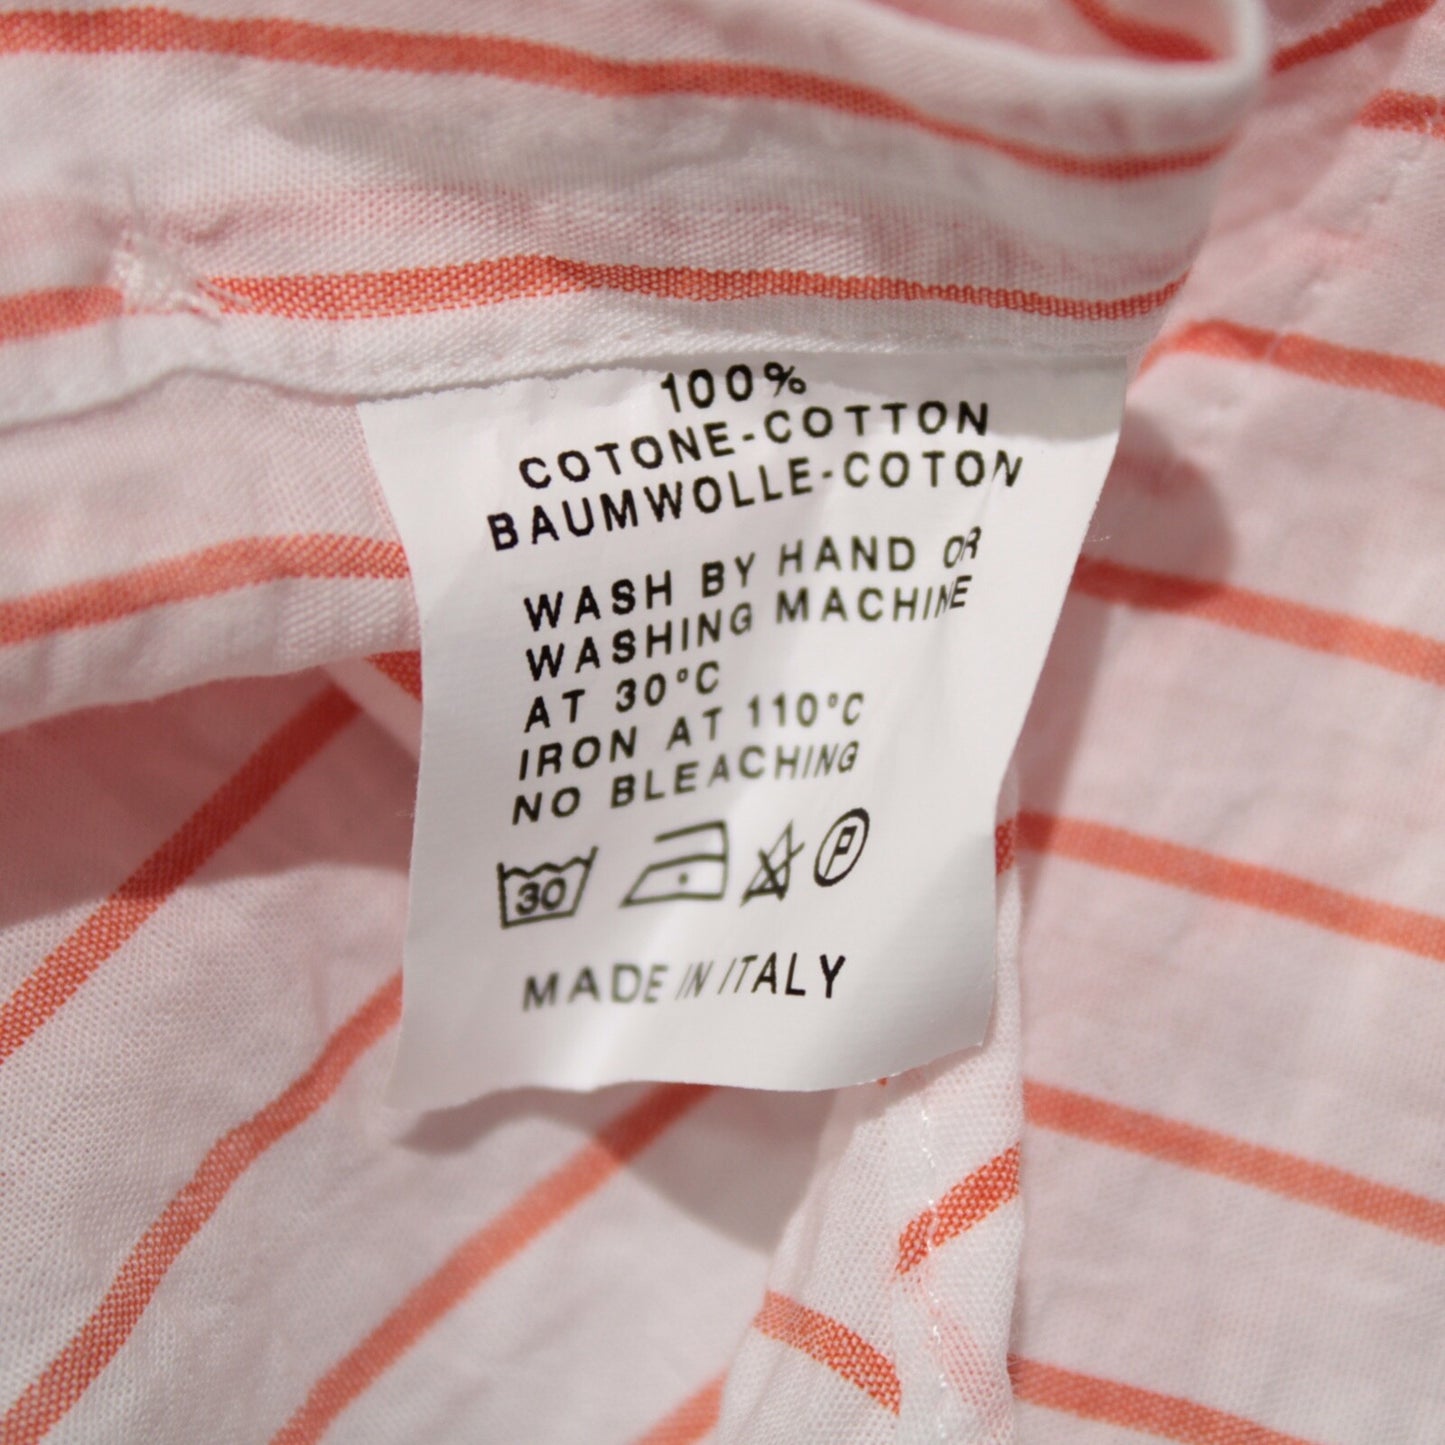 100%
COTONE-COTTON
BAUMWOLLE-COTON
WASH BY HAND OR
WASHING MACHINE
AT 30°C
IRON AT 110°C
NO BLEACHING
30 P
MADE IN ITALY